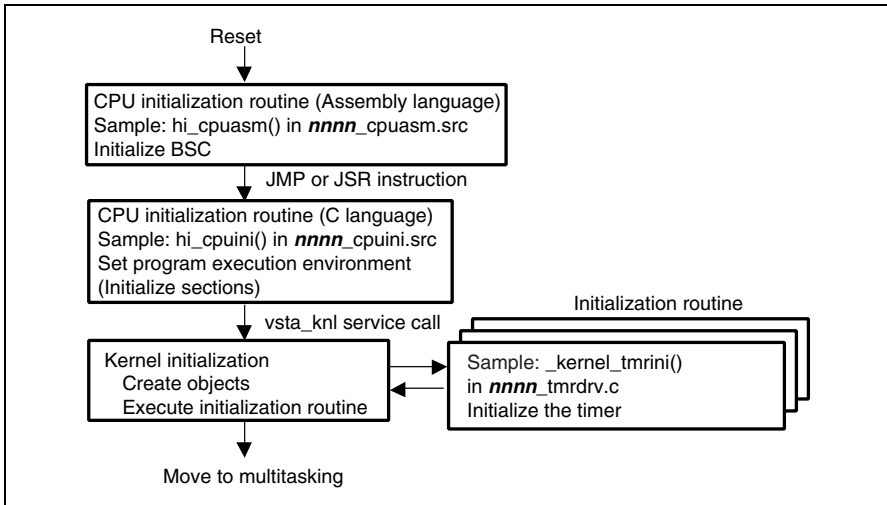 Reset
CPU initialization routine (Assembly language)
Sample: hi_cpuasm() in nnnn_cpuasm.src
Initialize BSC
JMP or JSR instruction
CPU initialization routine (C language)
Sample: hi_cpuini() in nnnn_cpuini.src
Set program execution environment
(Initialize sections)
vsta_knl service call
Initialization routine
Kernel initialization
Create objects
Execute initialization routine
Sample: _kernel_tmrini()
in nnnn_tmrdrv.c
Initialize the timer
Move to multitasking